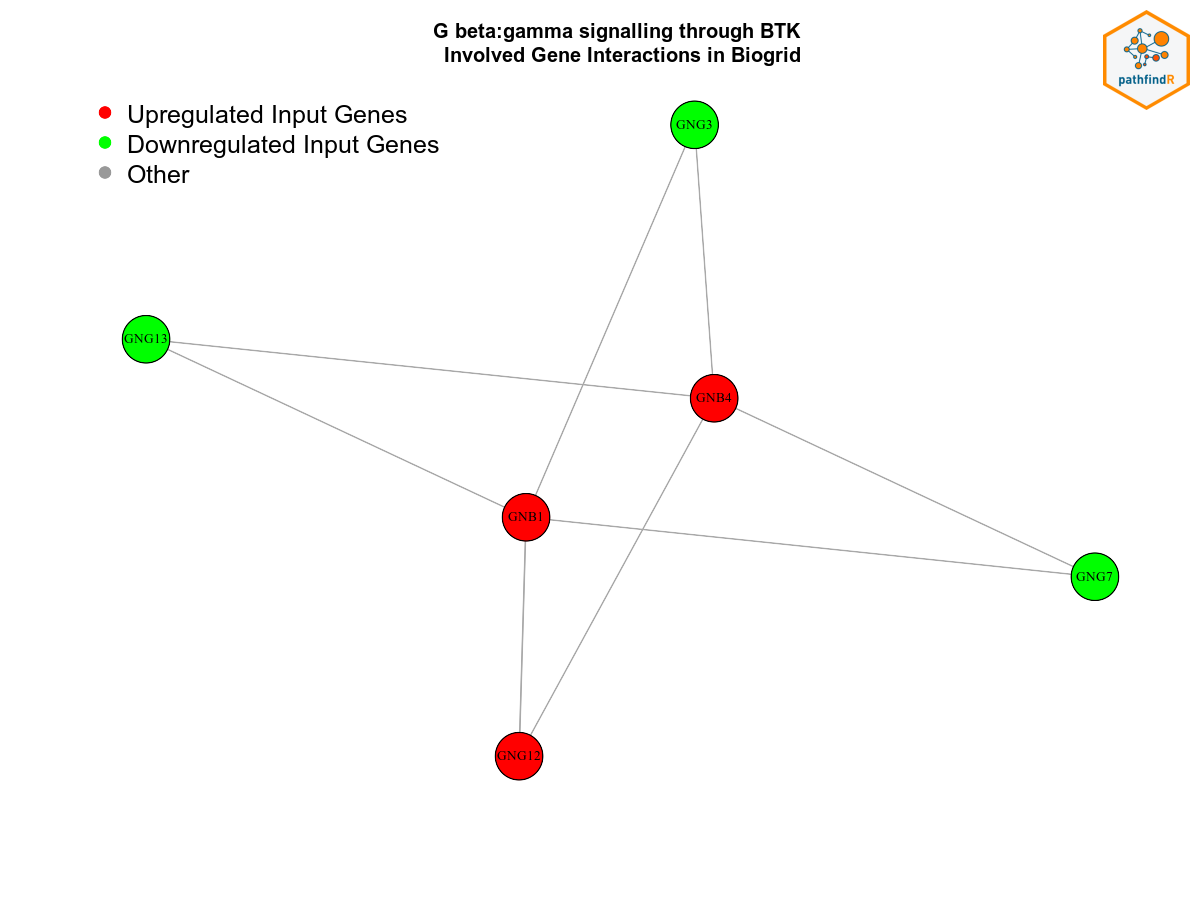 G beta:gamma signalling through BTK
Involved Gene Interactions in Biogrid
pathfindR
Upregulated Input Genes
Downregulated Input Genes
Other
GNG3
GNG13
GNB4
GNB1
GNG7
GNG12